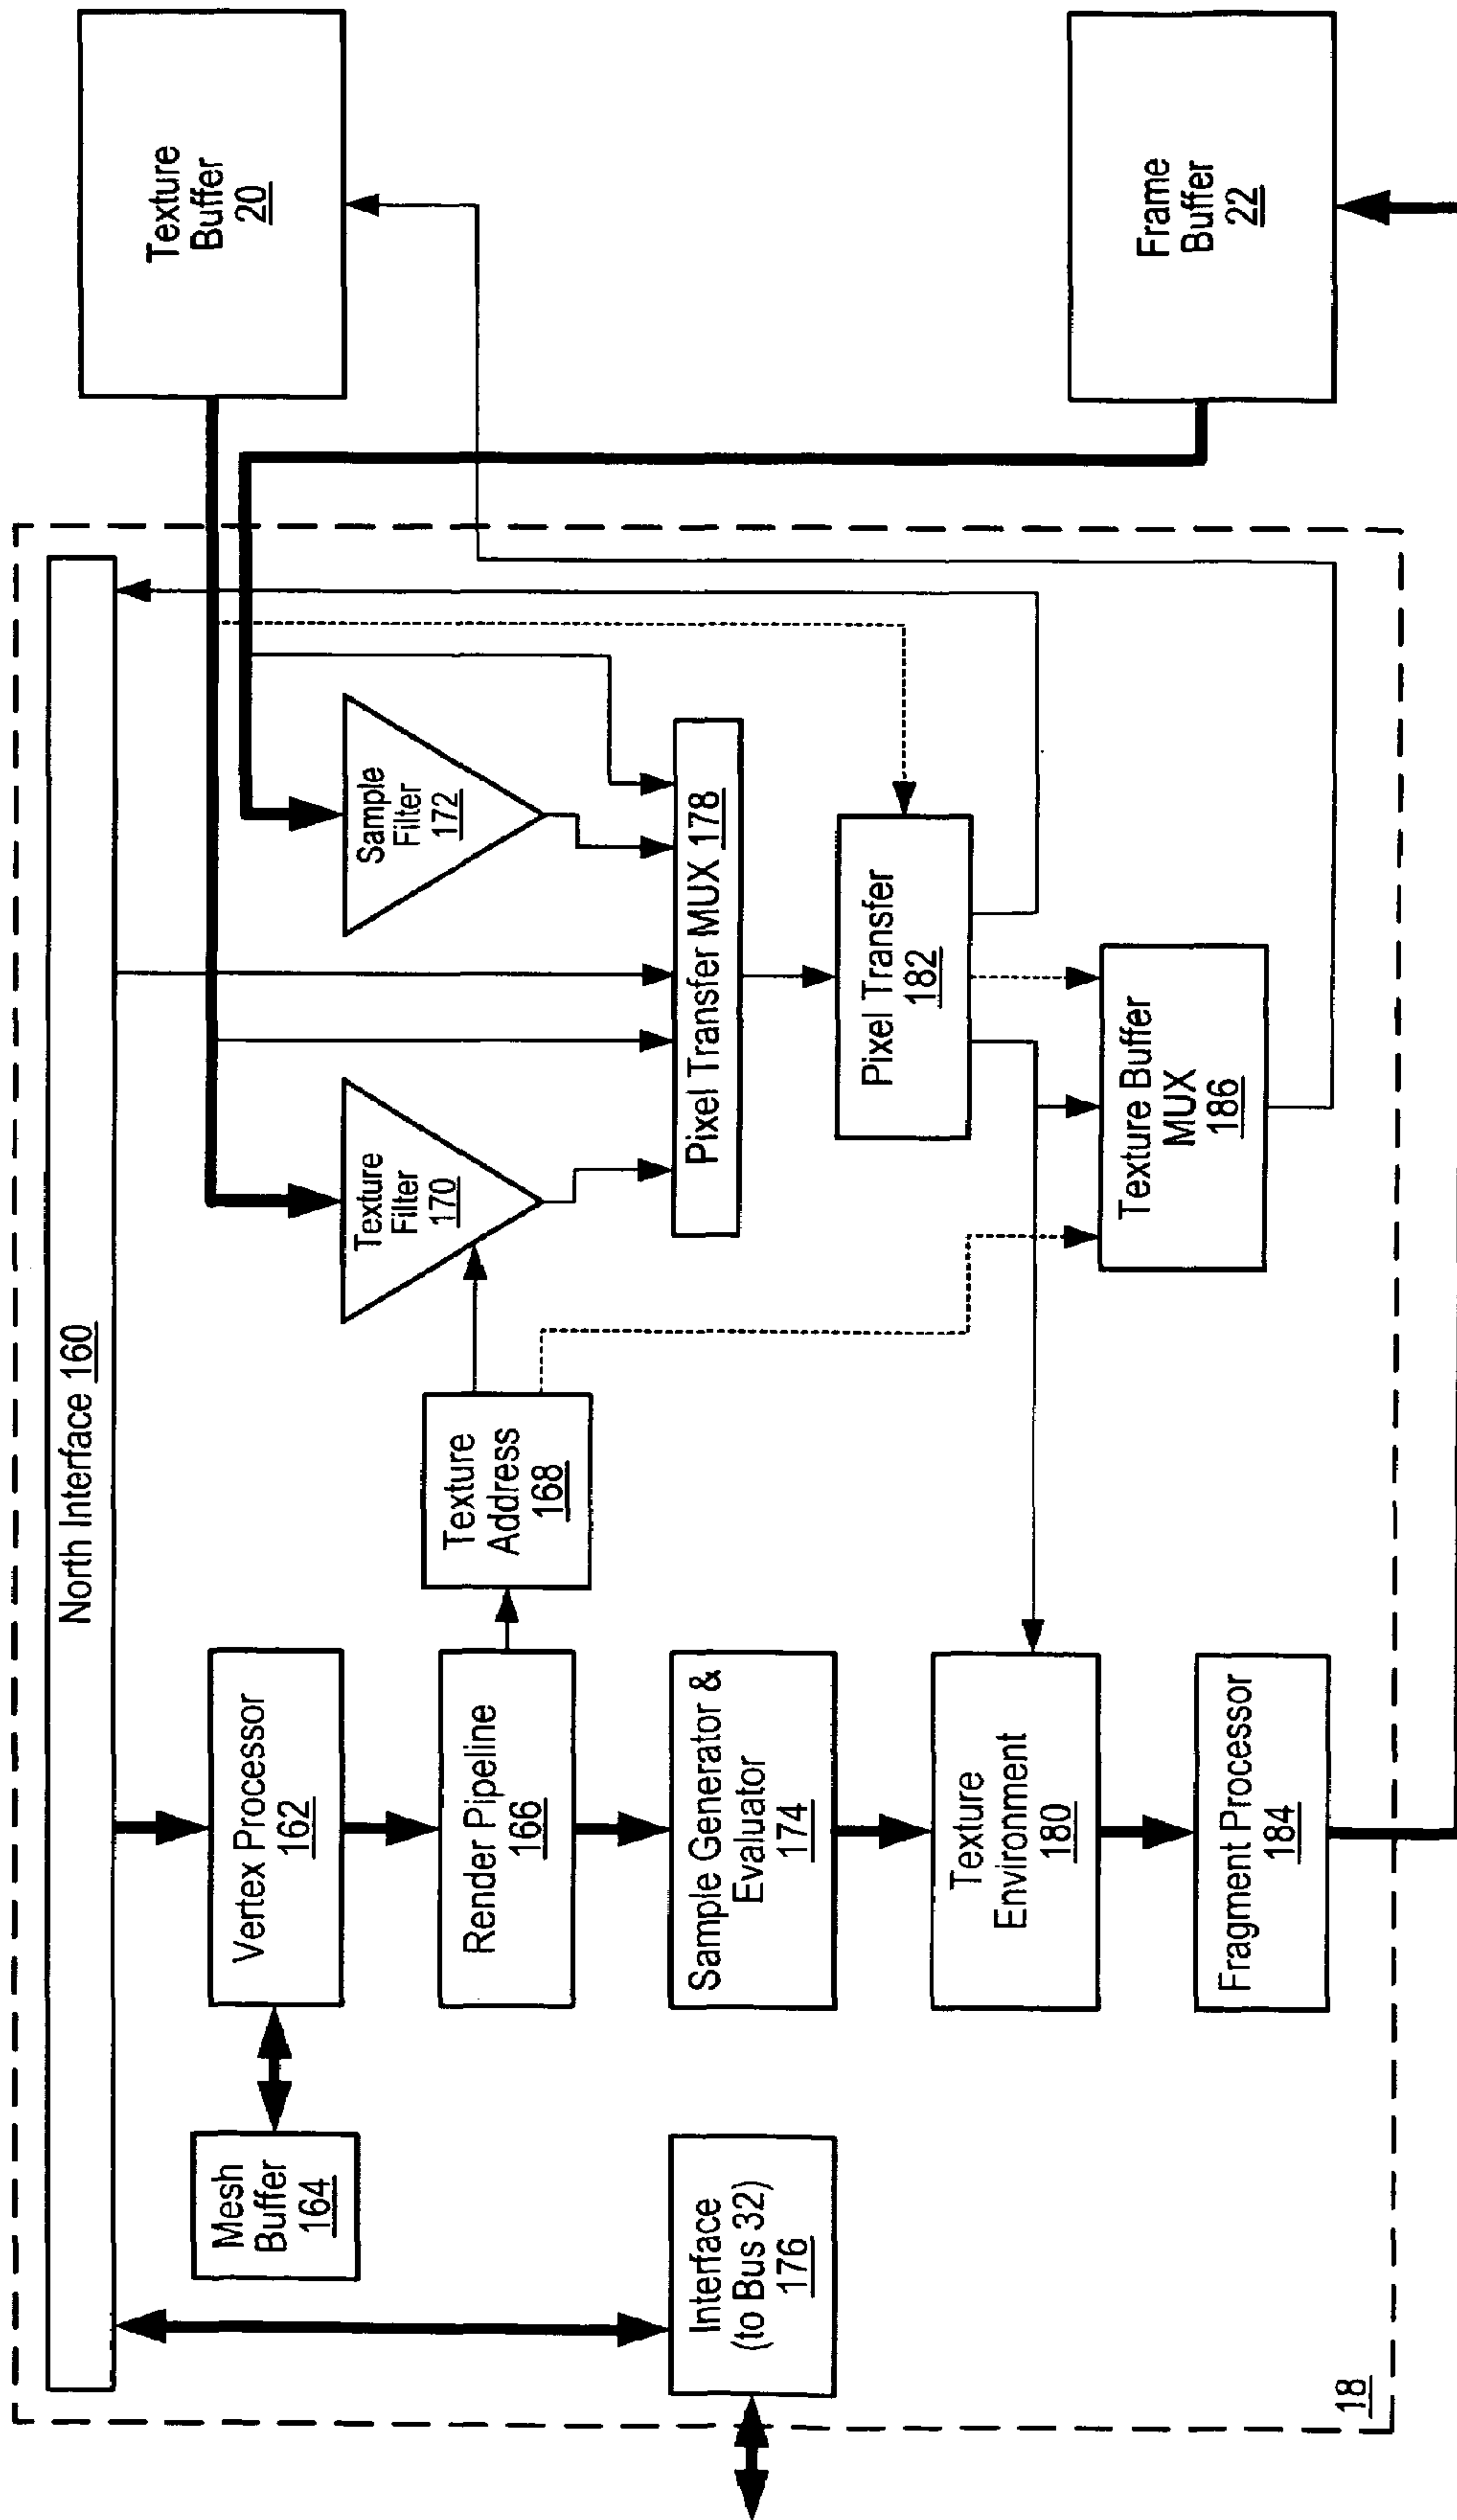 North Interface 160
Mesh
Buffer
164
Vertex Processor
162
Texture
Buffer
20
Render Pipeline
166
Texture
Address
168
Texture
Filter
170
Sample
Filter
172
Interface
(to Bus 32)
176
Sample Generator &
Evaluator
174
Pixel Transfer MUX 178
Texture
Environment
180
Pixel Transfer
182
Fragment Processor
184
Texture Buffer
MUX
186
Frame
Buffer
22
18